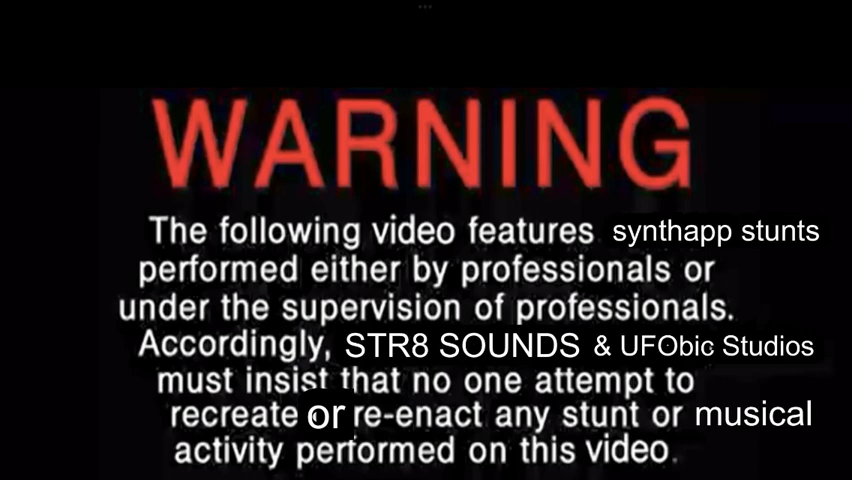 WARNING
The following video features synthapp stunts
performed either by professionals or
under the supervision of professionals.
Accordingly, STR8 SOUNDS & UFObic Studios
must insist that no one attempt to
recreate or re-enact any stunt or musical
activity performed on this video.